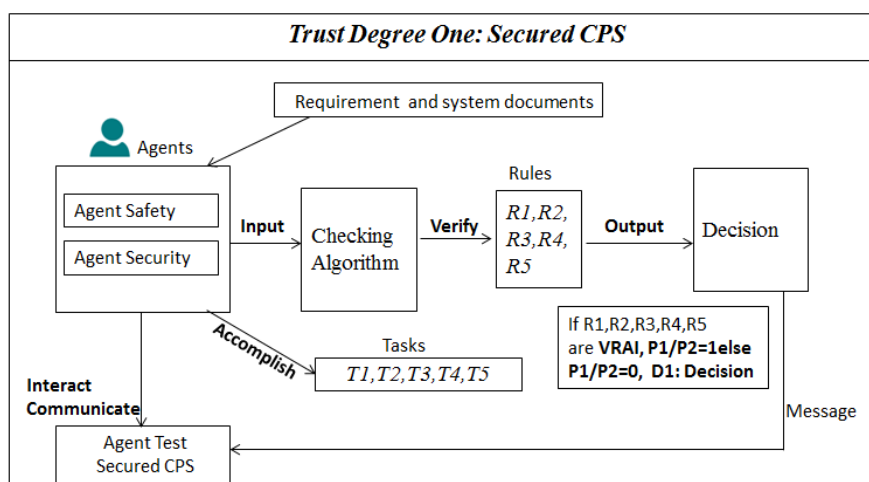 Trust Degree One: Secured CPS
Requirement and system documents
Agents
Agent Safety
Agent Security
Input
Checking
Algorithm
Verify
Rules
R1,R2,
R3,R4,
R5
Output
Decision
If R1,R2,R3,R4,R5
are VRAI, P1/P2=1else
P1/P2=0, D1: Decision
Accomplish
Tasks
T1,T2,T3,T4,T5
Interact
Communicate
Message
Agent Test
Secured CPS